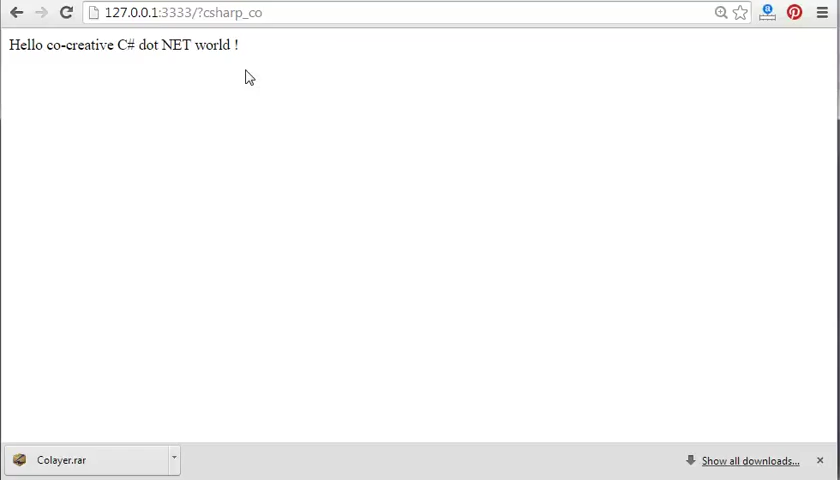 127.0.0.1:3333/?csharp_co
Hello co-creative C# dot NET world !
Colayer.rar
Show all downloads...